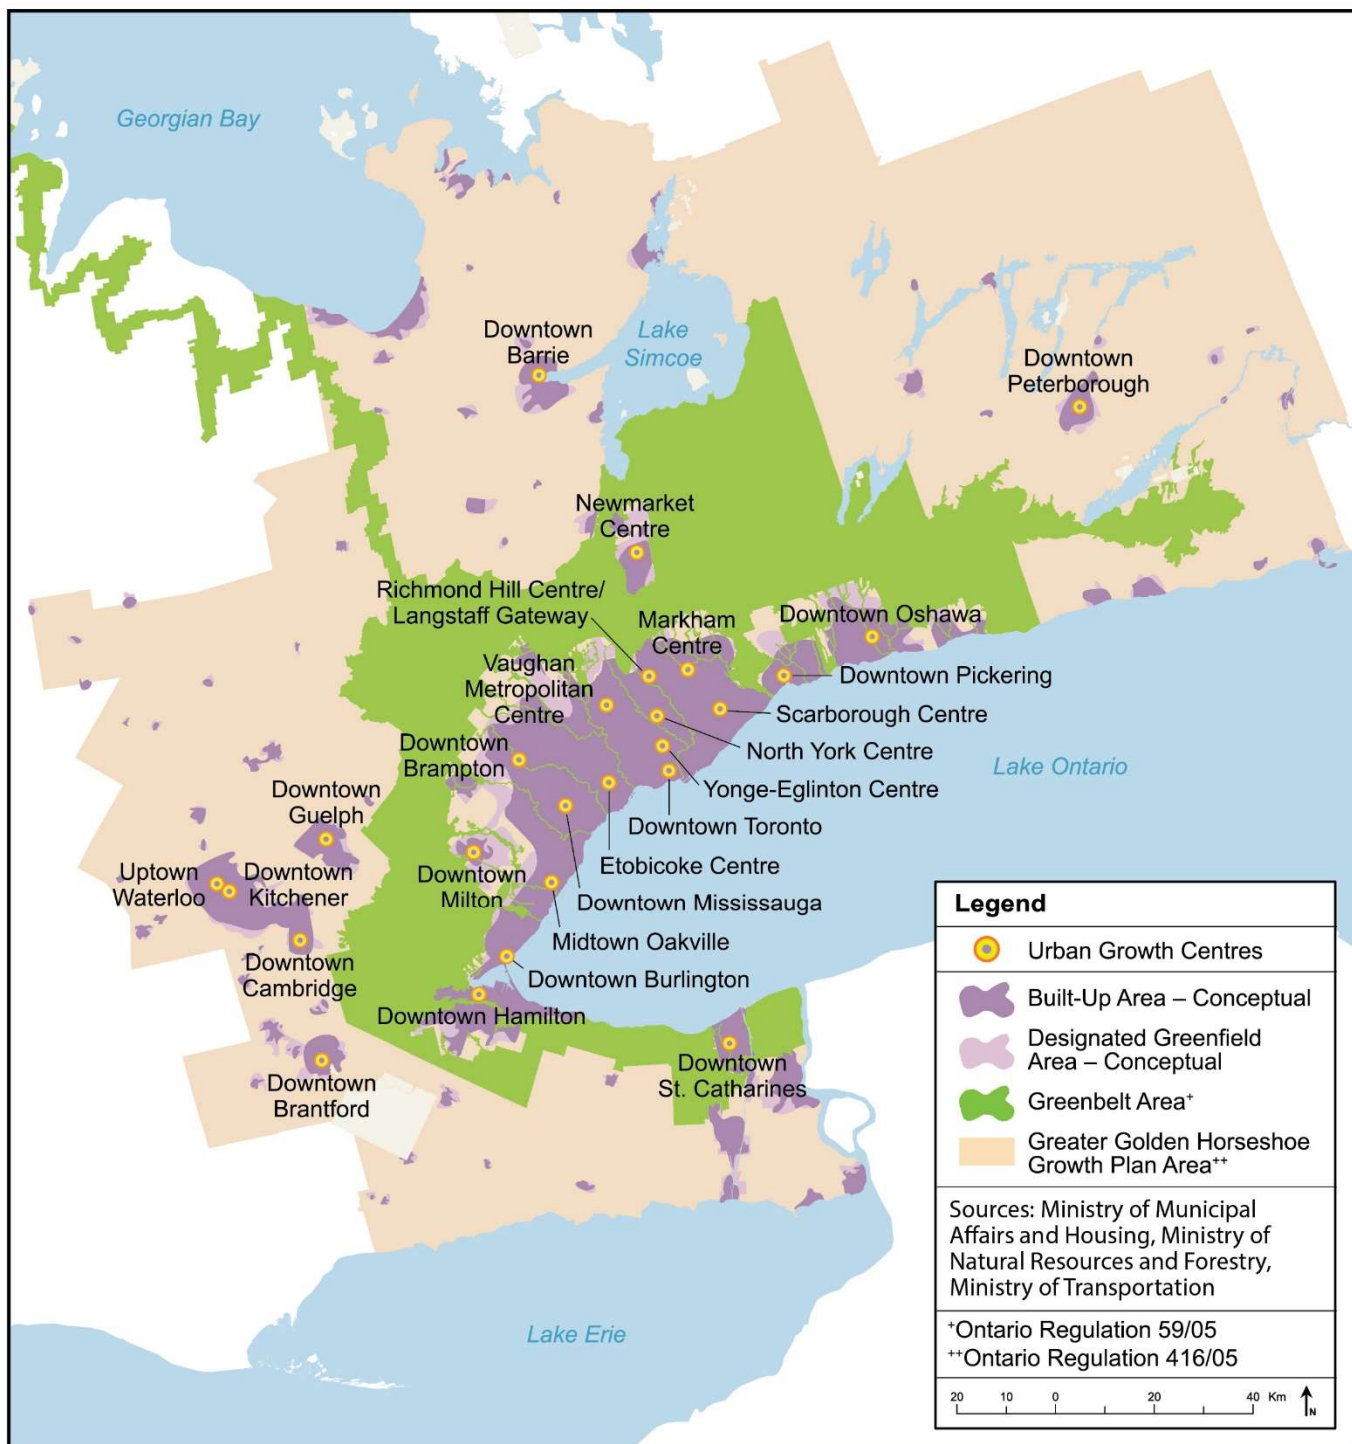 Georgian Bay
Downtown
Barrie
Lake
Simcoe
Downtown
Peterborough
Newmarket
Centre
Richmond Hill Centre/
Langstaff Gateway
Markham
Centre
Downtown Oshawa
Vaughan
Metropolitan
Centre
Downtown Pickering
Scarborough Centre
North York Centre
Downtown
Brampton
Lake Ontario
Yonge-Eglinton Centre
Downtown
Guelph
Downtown Toronto
Etobicoke Centre
Uptown
Waterloo
Downtown
Kitchener
Downtown
Milton
Downtown Mississauga
Midtown Oakville
Downtown
Cambridge
Downtown Burlington
Downtown Hamilton
Downtown
St. Catharines
Downtown
Brantford
Lake Erie
Legend
Urban Growth Centres
Built-Up Area – Conceptual
Designated Greenfield
Area – Conceptual
Greenbelt Area+
Greater Golden Horseshoe
Growth Plan Area++
Sources: Ministry of Municipal
Affairs and Housing, Ministry of
Natural Resources and Forestry,
Ministry of Transportation
+Ontario Regulation 59/05
++Ontario Regulation 416/05
20 10 0 20 40 Km
N